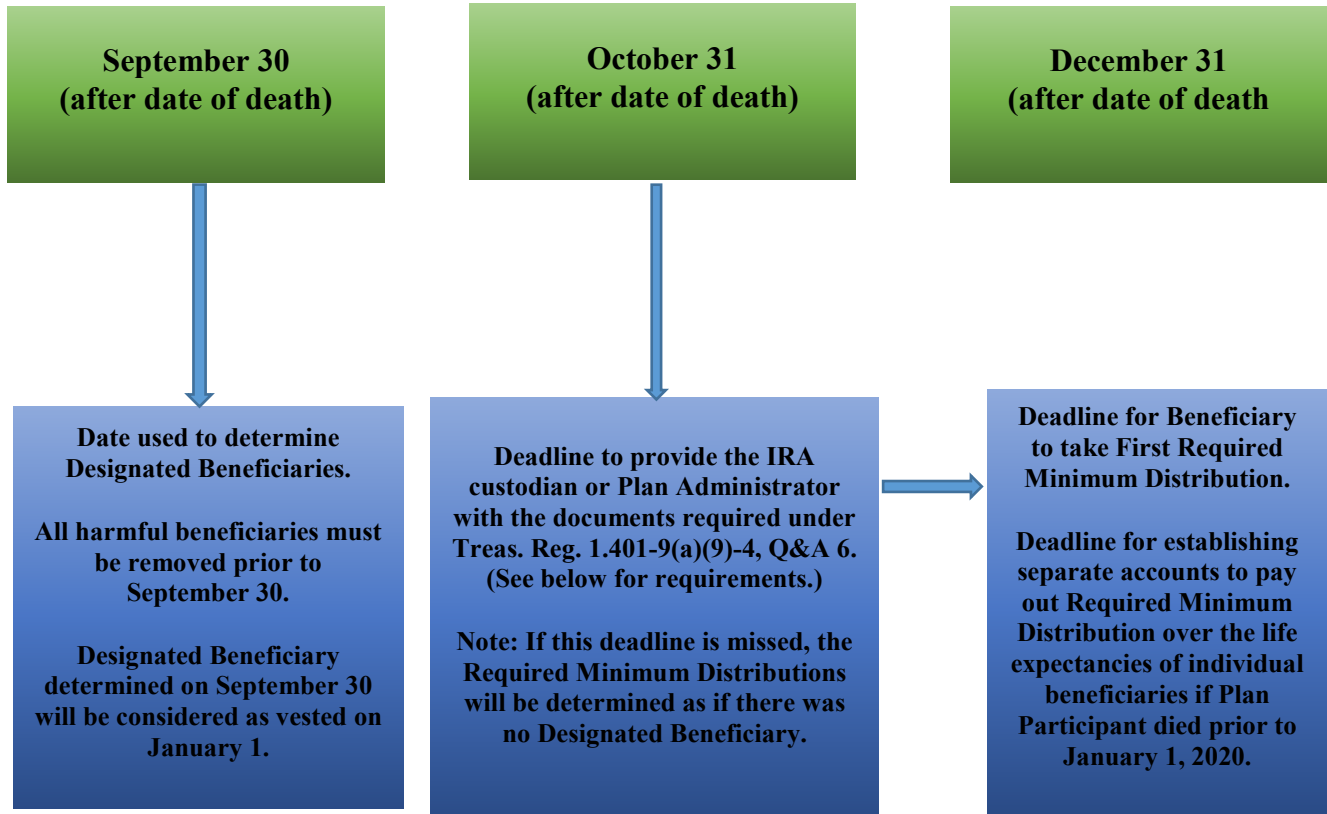 September 30
(after date of death)
October 31
(after date of death)
December 31
(after date of death
Date used to determine
Designated Beneficiaries.
All harmful beneficiaries must
be removed prior to
September 30.
Designated Beneficiary
determined on September 30
will be considered as vested on
January 1.
Deadline to provide the IRA
custodian or Plan Administrator
with the documents required under
Treas. Reg. 1.401-9(a)(9)-4, Q&A 6.
(See below for requirements.)
Note: If this deadline is missed, the
Required Minimum Distributions
will be determined as if there was
no Designated Beneficiary.
Deadline for Beneficiary
to take First Required
Minimum Distribution.
Deadline for establishing
separate accounts to pay
out Required Minimum
Distribution over the life
expectancies of individual
beneficiaries if Plan
Participant died prior to
January 1, 2020.